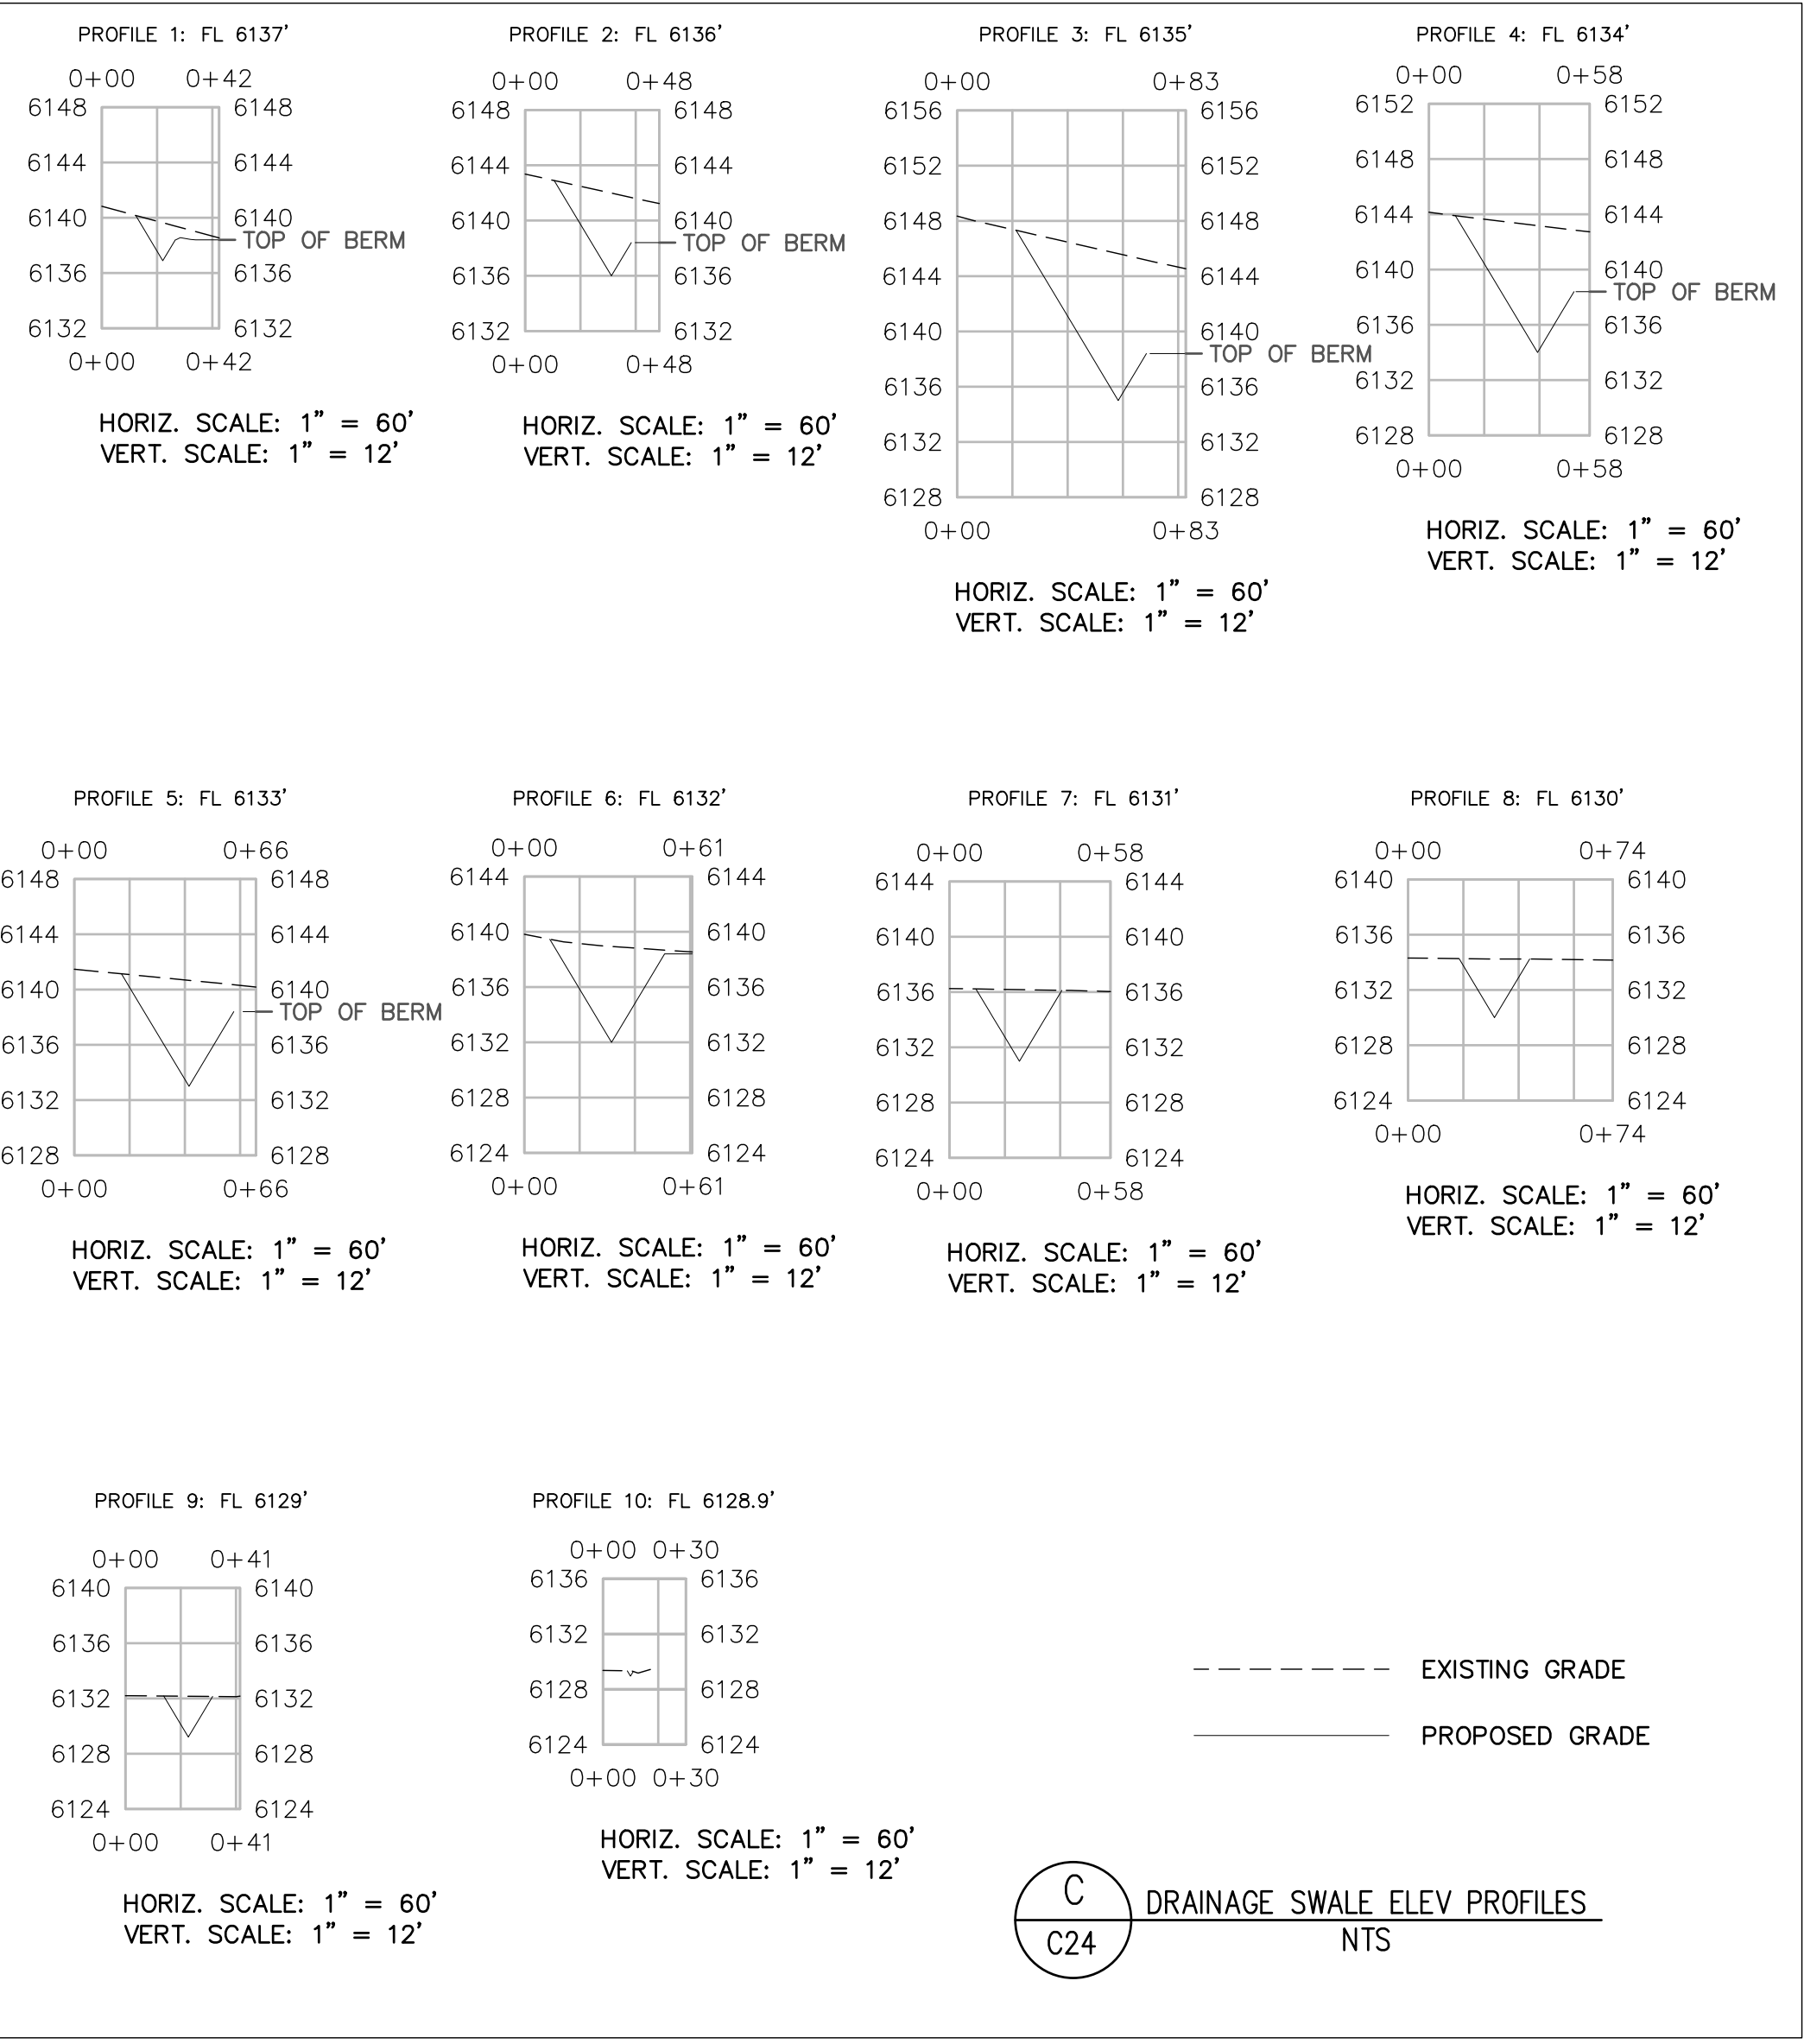 PROFILE 1: FL 6137'
0+00 0+42
6148 6148
6144 6144
6140 6140
TOP OF BERM
6136 6136
6132 6132
0+00 0+42
HORIZ. SCALE: 1" = 60'
VERT. SCALE: 1" = 12'
PROFILE 2: FL 6136'
0+00 0+48
6148 6148
6144 6144
6140 6140
TOP OF BERM
6136 6136
6132 6132
0+00 0+48
HORIZ. SCALE: 1" = 60'
VERT. SCALE: 1" = 12'
PROFILE 3: FL 6135'
0+00 0+83
6156 6156
6152 6152
6148 6148
6144 6144
6140 6140
TOP OF BERM
6136 6136
6132 6132
6128 6128
0+00 0+83
HORIZ. SCALE: 1" = 60'
VERT. SCALE: 1" = 12'
PROFILE 4: FL 6134'
0+00 0+58
6152 6152
6148 6148
6144 6144
6140 6140
TOP OF BERM
6136 6136
6132 6132
6128 6128
0+00 0+58
HORIZ. SCALE: 1" = 60'
VERT. SCALE: 1" = 12'
PROFILE 5: FL 6133'
0+00 0+66
6148 6148
6144 6144
6140 6140
TOP OF BERM
6136 6136
6132 6132
6128 6128
0+00 0+66
HORIZ. SCALE: 1" = 60'
VERT. SCALE: 1" = 12'
PROFILE 6: FL 6132'
0+00 0+61
6144 6144
6140 6140
6136 6136
6132 6132
6128 6128
6124 6124
0+00 0+61
HORIZ. SCALE: 1" = 60'
VERT. SCALE: 1" = 12'
PROFILE 7: FL 6131'
0+00 0+58
6144 6144
6140 6140
6136 6136
6132 6132
6128 6128
6124 6124
0+00 0+58
HORIZ. SCALE: 1" = 60'
VERT. SCALE: 1" = 12'
PROFILE 8: FL 6130'
0+00 0+74
6140 6140
6136 6136
6132 6132
6128 6128
6124 6124
0+00 0+74
HORIZ. SCALE: 1" = 60'
VERT. SCALE: 1" = 12'
PROFILE 9: FL 6129'
0+00 0+41
6140 6140
6136 6136
6132 6132
6128 6128
6124 6124
0+00 0+41
HORIZ. SCALE: 1" = 60'
VERT. SCALE: 1" = 12'
PROFILE 10: FL 6128.9'
0+00 0+30
6136 6136
6132 6132
6128 6128
6124 6124
0+00 0+30
HORIZ. SCALE: 1" = 60'
VERT. SCALE: 1" = 12'
EXISTING GRADE
PROPOSED GRADE
C
C24
DRAINAGE SWALE ELEV PROFILES
NTS